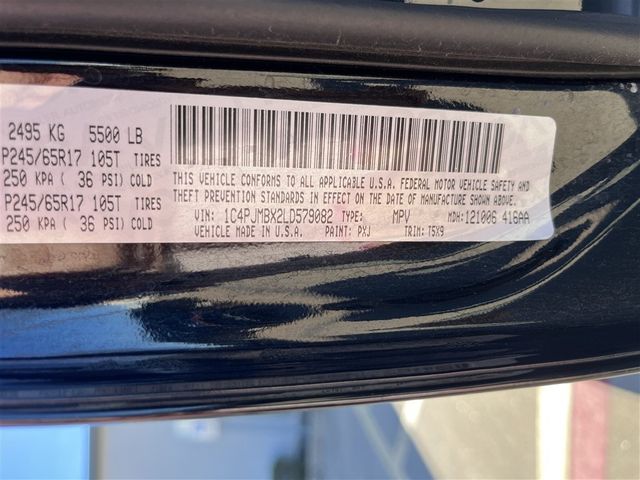 2495 KG 5500 LB
P245/65R17 105T TIRES
250 KPA ( 36 PSI) COLD
P245/65R17 105T TIRES
250 KPA ( 36 PSI) COLD
THIS VEHICLE CONFORMS TO ALL APPLICABLE U.S.A. FEDERAL MOTOR VEHICLE SAFETY AND
THEFT PREVENTION STANDARDS IN EFFECT ON THE DATE OF MANUFACTURE SHOWN ABOVE.
VIN: 1C4PJMBX2LD579082 TYPE: MPV MDH: 121006 416AA
VEHICLE MADE IN U.S.A. PAINT: PXJ TRIM: T5X9